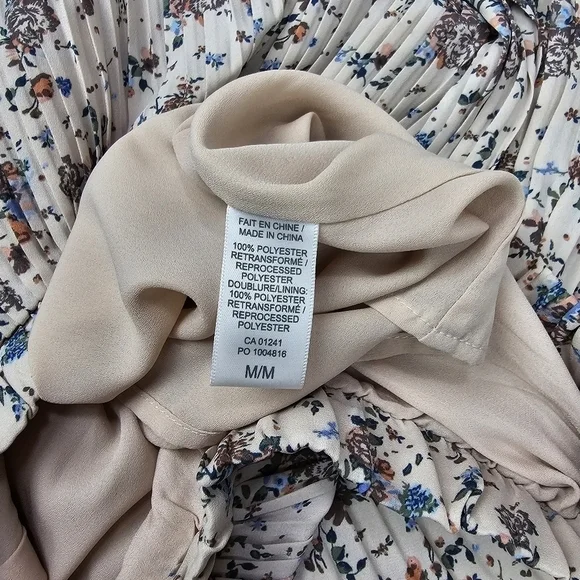 FAIT EN CHINE /
MADE IN CHINA
100% POLYESTER
RETRANSFORMÉ /
REPROCESSED
POLYESTER
DOUBLURE/LINING:
100% POLYESTER
RETRANSFORMÉ /
REPROCESSED
POLYESTER
CA 01241
PO 1004816
M/M